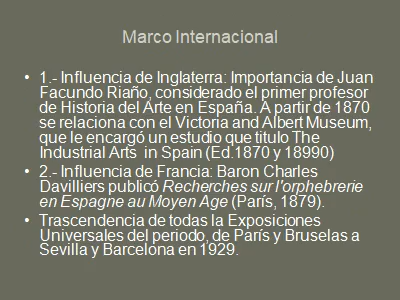 Marco Internacional
• 1.- Influencia de Inglaterra: Importancia de Juan
Facundo Riaño, considerado el primer profesor
de Historia del Arte en España. A partir de 1870
se relaciona con el Victoria and Albert Museum,
que le encargó un estudio que titulo The
Industrial Arts in Spain (Ed.1870 y 18990)
• 2.- Influencia de Francia: Baron Charles
Davilliers publicó Recherches sur l'orphebrerie
en Espagne au Moyen Age (París, 1879).
• Trascendencia de todas la Exposiciones
Universales del periodo, de París y Bruselas a
Sevilla y Barcelona en 1929.